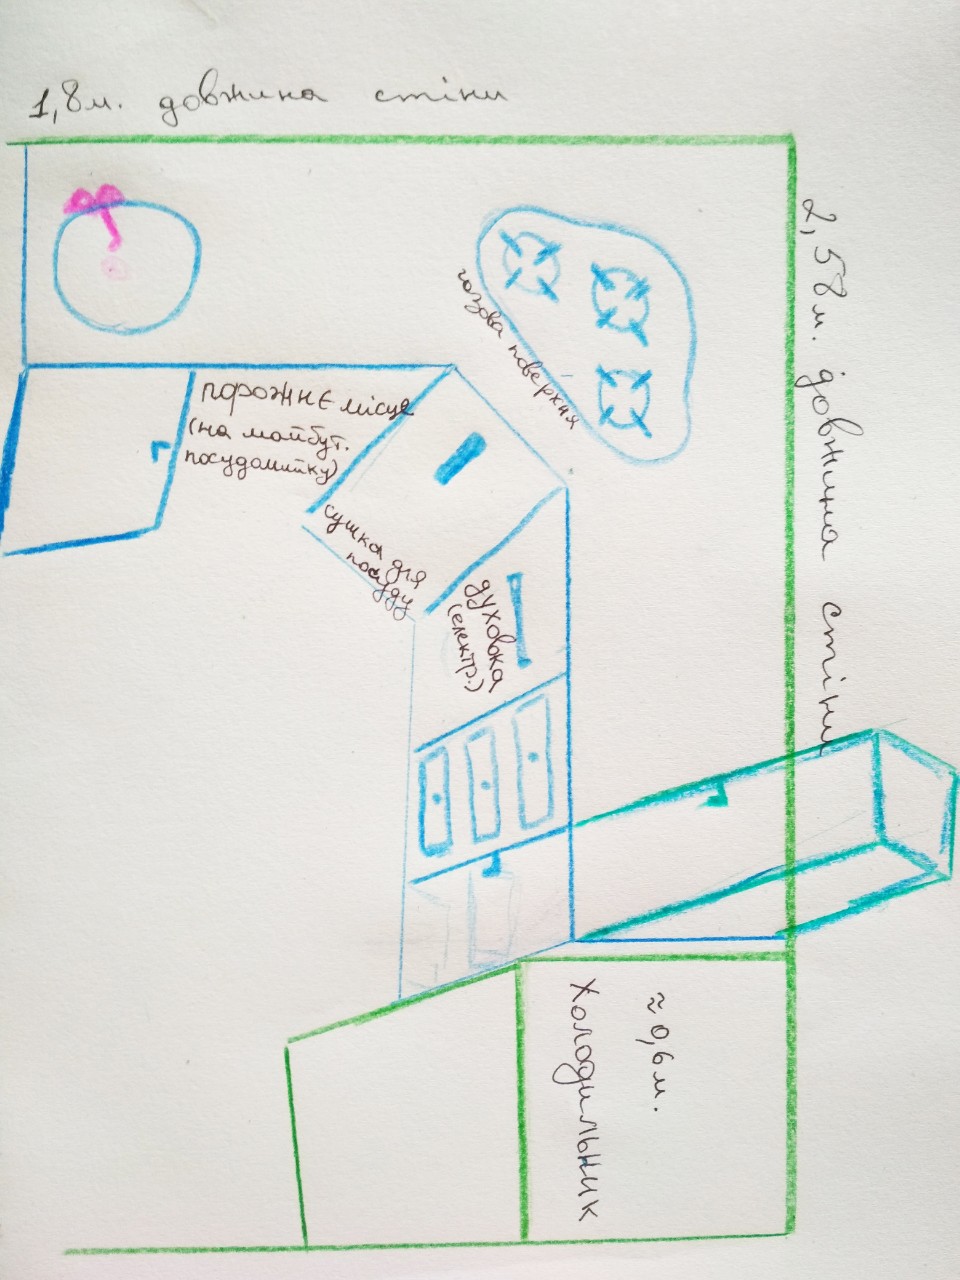 1,8м. довжина стіни
2,58м. довжина стіни
газова поверхня
порожнє місце
(на майбут.
посудомийку)
сушка для
посуду
духовка
(електр.)
≈ 0,6м.
Холодильник